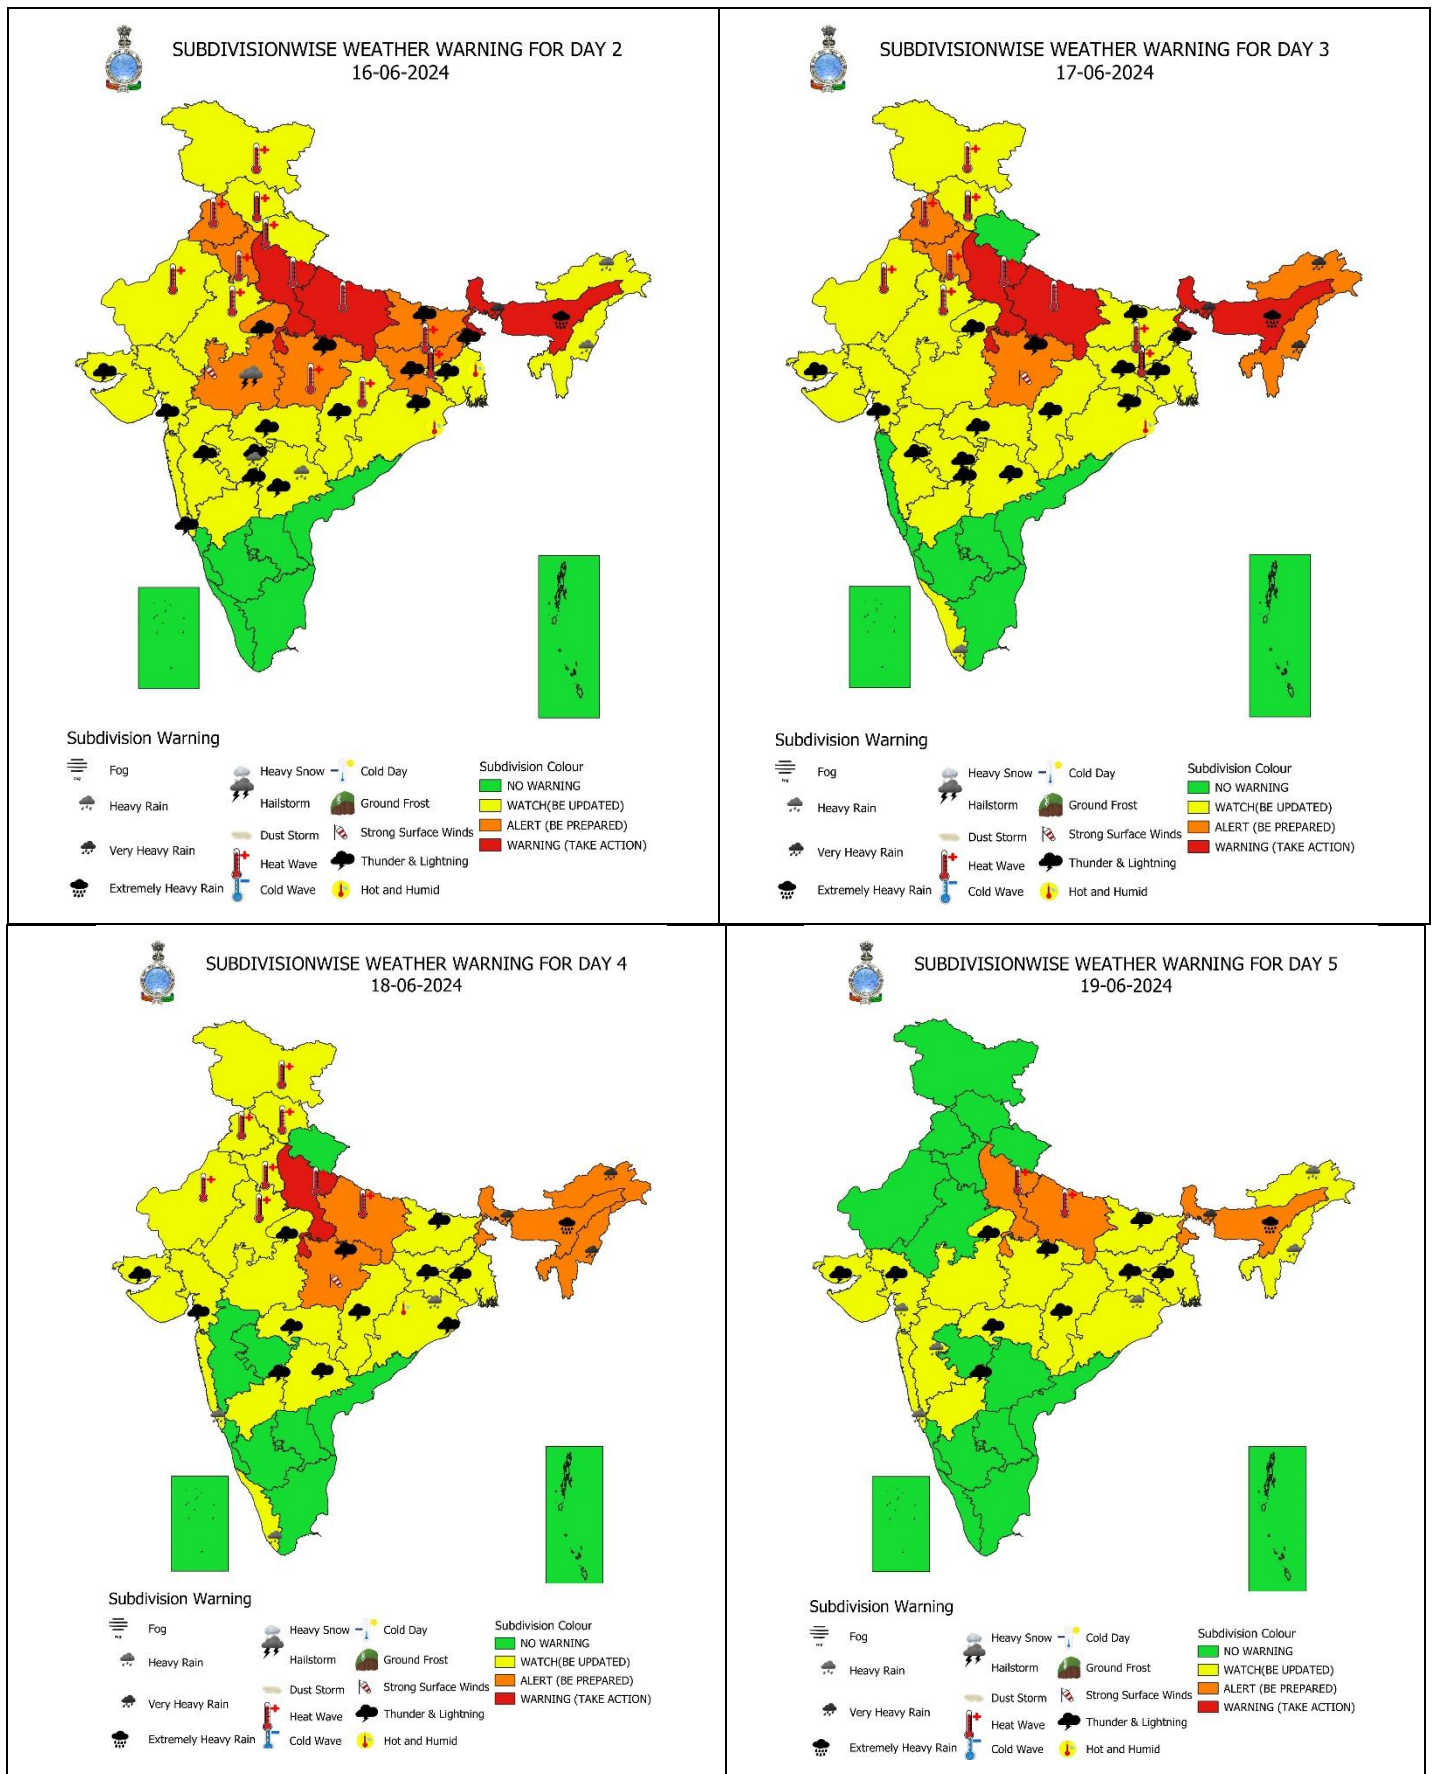 SUBDIVISIONWISE WEATHER WARNING FOR DAY 2
16-06-2024
Subdivision Warning
Fog
Heavy Rain
Very Heavy Rain
Extremely Heavy Rain
Heavy Snow
Hailstorm
Dust Storm
Heat Wave
Cold Wave
Cold Day
Ground Frost
Strong Surface Winds
Thunder & Lightning
Hot and Humid
Subdivision Colour
NO WARNING
WATCH(BE UPDATED)
ALERT (BE PREPARED)
WARNING (TAKE ACTION)
SUBDIVISIONWISE WEATHER WARNING FOR DAY 3
17-06-2024
Subdivision Warning
Fog
Heavy Rain
Very Heavy Rain
Extremely Heavy Rain
Heavy Snow
Hailstorm
Dust Storm
Heat Wave
Cold Wave
Cold Day
Ground Frost
Strong Surface Winds
Thunder & Lightning
Hot and Humid
Subdivision Colour
NO WARNING
WATCH(BE UPDATED)
ALERT (BE PREPARED)
WARNING (TAKE ACTION)
SUBDIVISIONWISE WEATHER WARNING FOR DAY 4
18-06-2024
Subdivision Warning
Fog
Heavy Rain
Very Heavy Rain
Extremely Heavy Rain
Heavy Snow
Hailstorm
Dust Storm
Heat Wave
Cold Wave
Cold Day
Ground Frost
Strong Surface Winds
Thunder & Lightning
Hot and Humid
Subdivision Colour
NO WARNING
WATCH(BE UPDATED)
ALERT (BE PREPARED)
WARNING (TAKE ACTION)
SUBDIVISIONWISE WEATHER WARNING FOR DAY 5
19-06-2024
Subdivision Warning
Fog
Heavy Rain
Very Heavy Rain
Extremely Heavy Rain
Heavy Snow
Hailstorm
Dust Storm
Heat Wave
Cold Wave
Cold Day
Ground Frost
Strong Surface Winds
Thunder & Lightning
Hot and Humid
Subdivision Colour
NO WARNING
WATCH(BE UPDATED)
ALERT (BE PREPARED)
WARNING (TAKE ACTION)